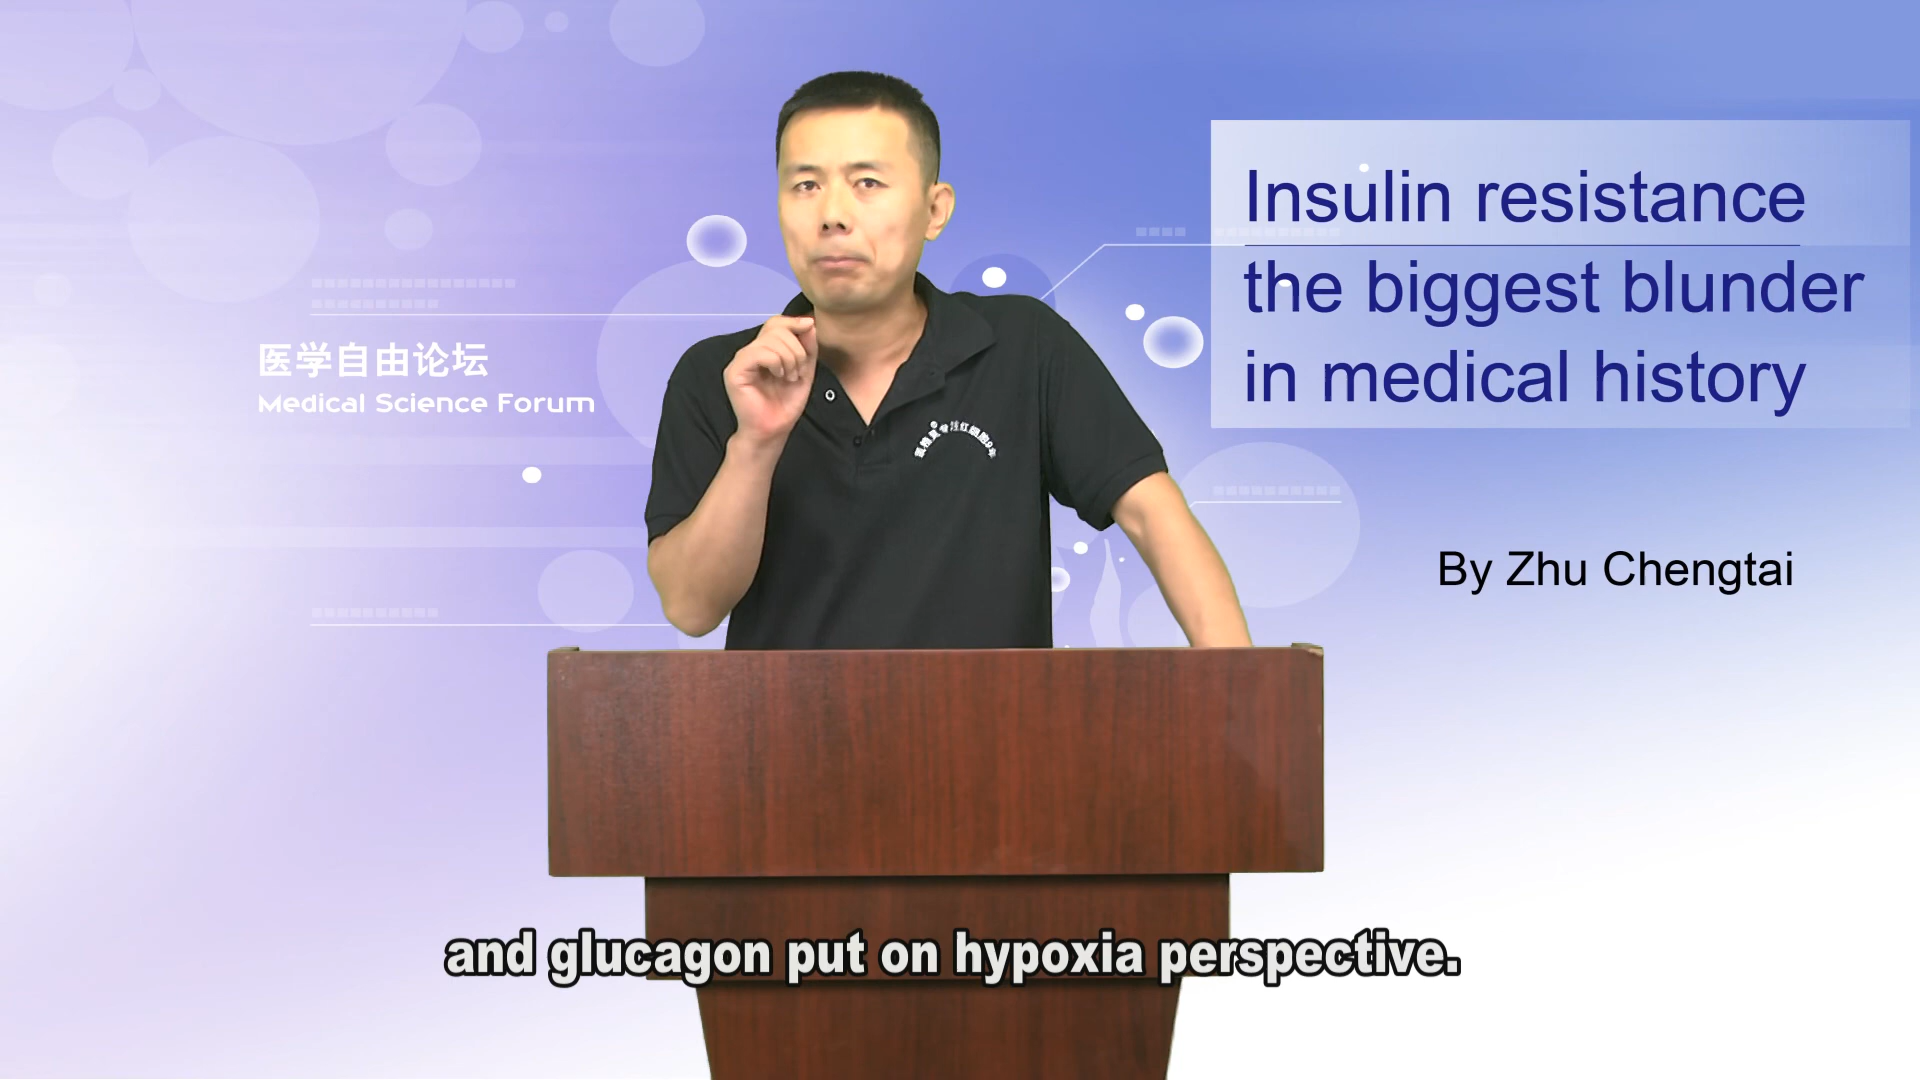 Insulin resistance
the biggest blunder
in medical history
医学自由论坛
Medical Science Forum
By Zhu Chengtai
and glucagon put on hypoxia perspective.